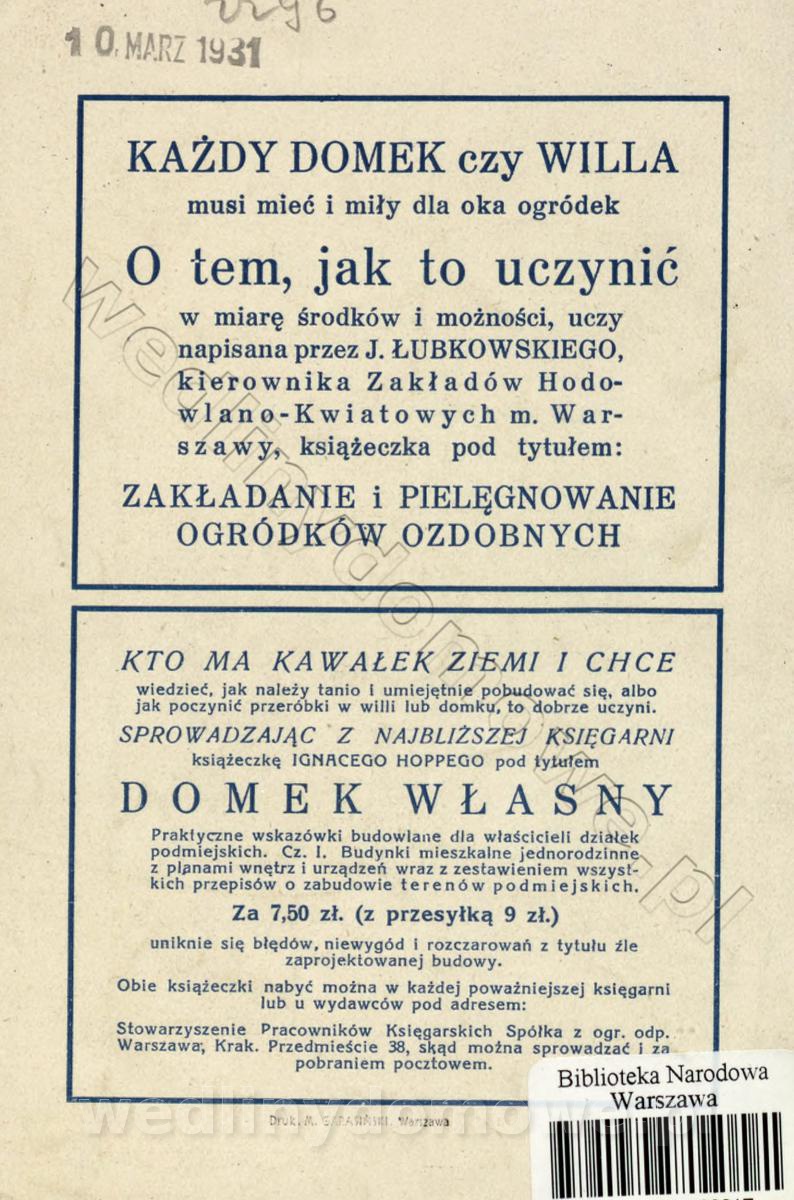 2296
10. MARZ 1931
KAŻDY DOMEK czy WILLA
musi mieć i miły dla oka ogródek
O tem, jak to uczynić
w miarę środków i możności, uczy
napisana przez J. ŁUBKOWSKIEGO,
kierownika Zakładów Hodo-
wlano-Kwiatowych m. War-
szawy, książeczka pod tytułem:
ZAKŁADANIE i PIELĘGNOWANIE
OGRÓDKÓW OZDOBNYCH
KTO MA KAWAŁEK ZIEMI I CHCE
wiedzieć, jak należy tanio i umiejętnie pobudować się, albo
jak poczynić przeróbki w willi lub domku, to dobrze uczyni.
SPROWADZAJĄC Z NAJBLIŻSZEJ KSIĘGARNI
książeczkę IGNACEGO HOPPEGO pod tytułem
DOMEK WŁASNY
Praktyczne wskazówki budowlane dla właścicieli działek
podmiejskich. Cz. I. Budynki mieszkalne jednorodzinne
z planami wnętrz i urządzeń wraz z zestawieniem wszyst-
kich przepisów o zabudowie terenów podmiejskich.
Za 7,50 zł. (z przesyłką 9 zł.)
uniknie się błędów, niewygód i rozczarowań z tytułu źle
zaprojektowanej budowy.
Obie książeczki nabyć można w każdej poważniejszej księgarni
lub u wydawców pod adresem:
Stowarzyszenie Pracowników Księgarskich Spółka z ogr. odp.
Warszawa, Krak. Przedmieście 38, skąd można sprowadzać i za
pobraniem pocztowem.
Druk. M. GARASIŃSKI. Warszawa
Biblioteka Narodowa
Warszawa
wedlinydomowe.pl
wedlinydomowe.pl